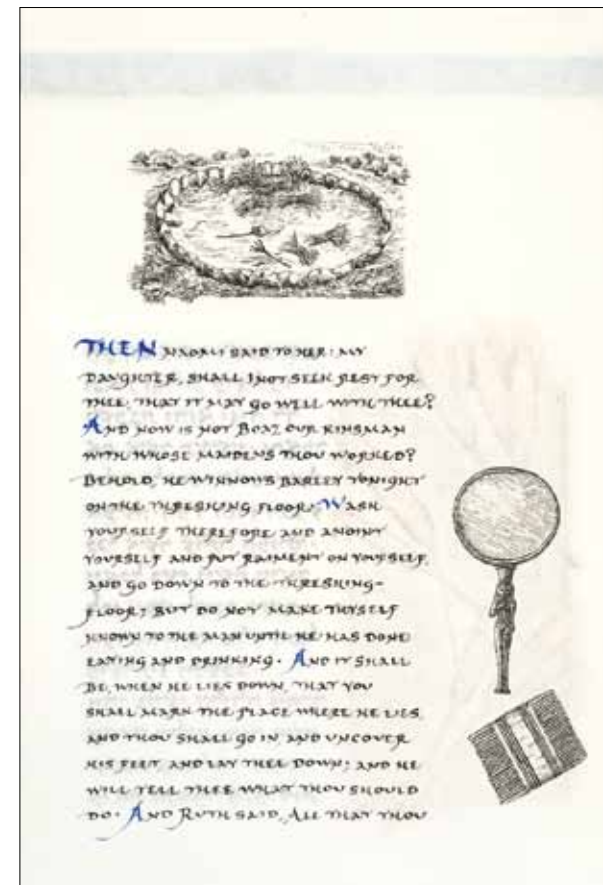 THEN NAOMI SAID TO HER: MY
DAUGHTER, SHALL I NOT SEEK REST FOR
THEE, THAT IT MAY GO WELL WITH THEE?
AND NOW IS NOT BOAZ OUR KINSMAN
WITH WHOSE MAIDENS THOU WORKED?
BEHOLD, HE WINNOWS BARLEY TONIGHT
ON THE THRESHING FLOOR. WASH
YOURSELF THEREFORE AND ANOINT
YOURSELF AND PUT RAIMENT ON YOURSELF,
AND GO DOWN TO THE THRESHING-
FLOOR; BUT DO NOT MAKE THYSELF
KNOWN TO THE MAN UNTIL HE HAS DONE
EATING AND DRINKING. AND IT SHALL
BE, WHEN HE LIES DOWN, THAT YOU
SHALL MARK THE PLACE WHERE HE LIES,
AND THOU SHALL GO IN AND UNCOVER
HIS FEET, AND LAY THEE DOWN; AND HE
WILL TELL THEE WHAT THOU SHOULD
DO. AND RUTH SAID, ALL THAT THOU